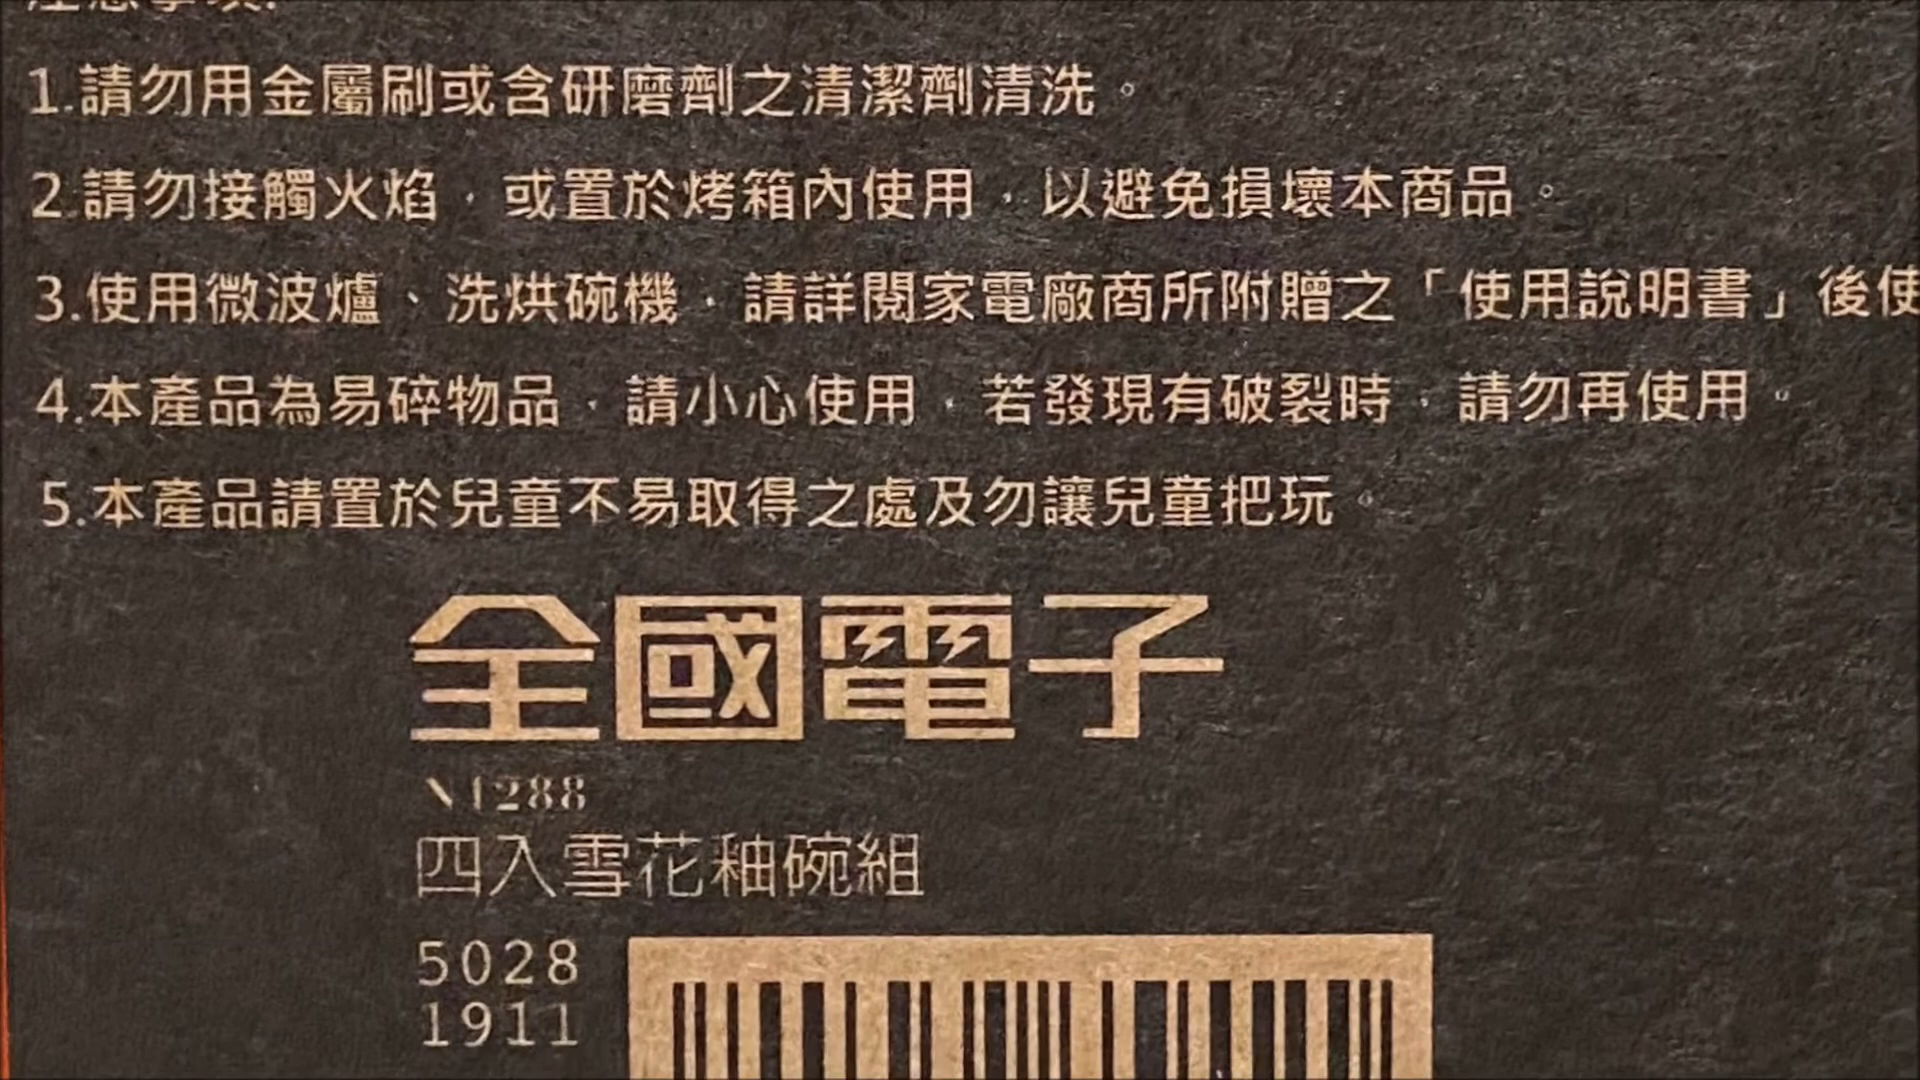 注意事項:
1.請勿用金屬刷或含研磨劑之清潔劑清洗。
2.請勿接觸火焰，或置於烤箱內使用，以避免損壞本商品。
3.使用微波爐、洗烘碗機，請詳閱家電廠商所附贈之「使用說明書」後使
4.本產品為易碎物品，請小心使用，若發現有破裂時，請勿再使用。
5.本產品請置於兒童不易取得之處及勿讓兒童把玩。
全國電子
N1288
四入雪花釉碗組
5028
1911